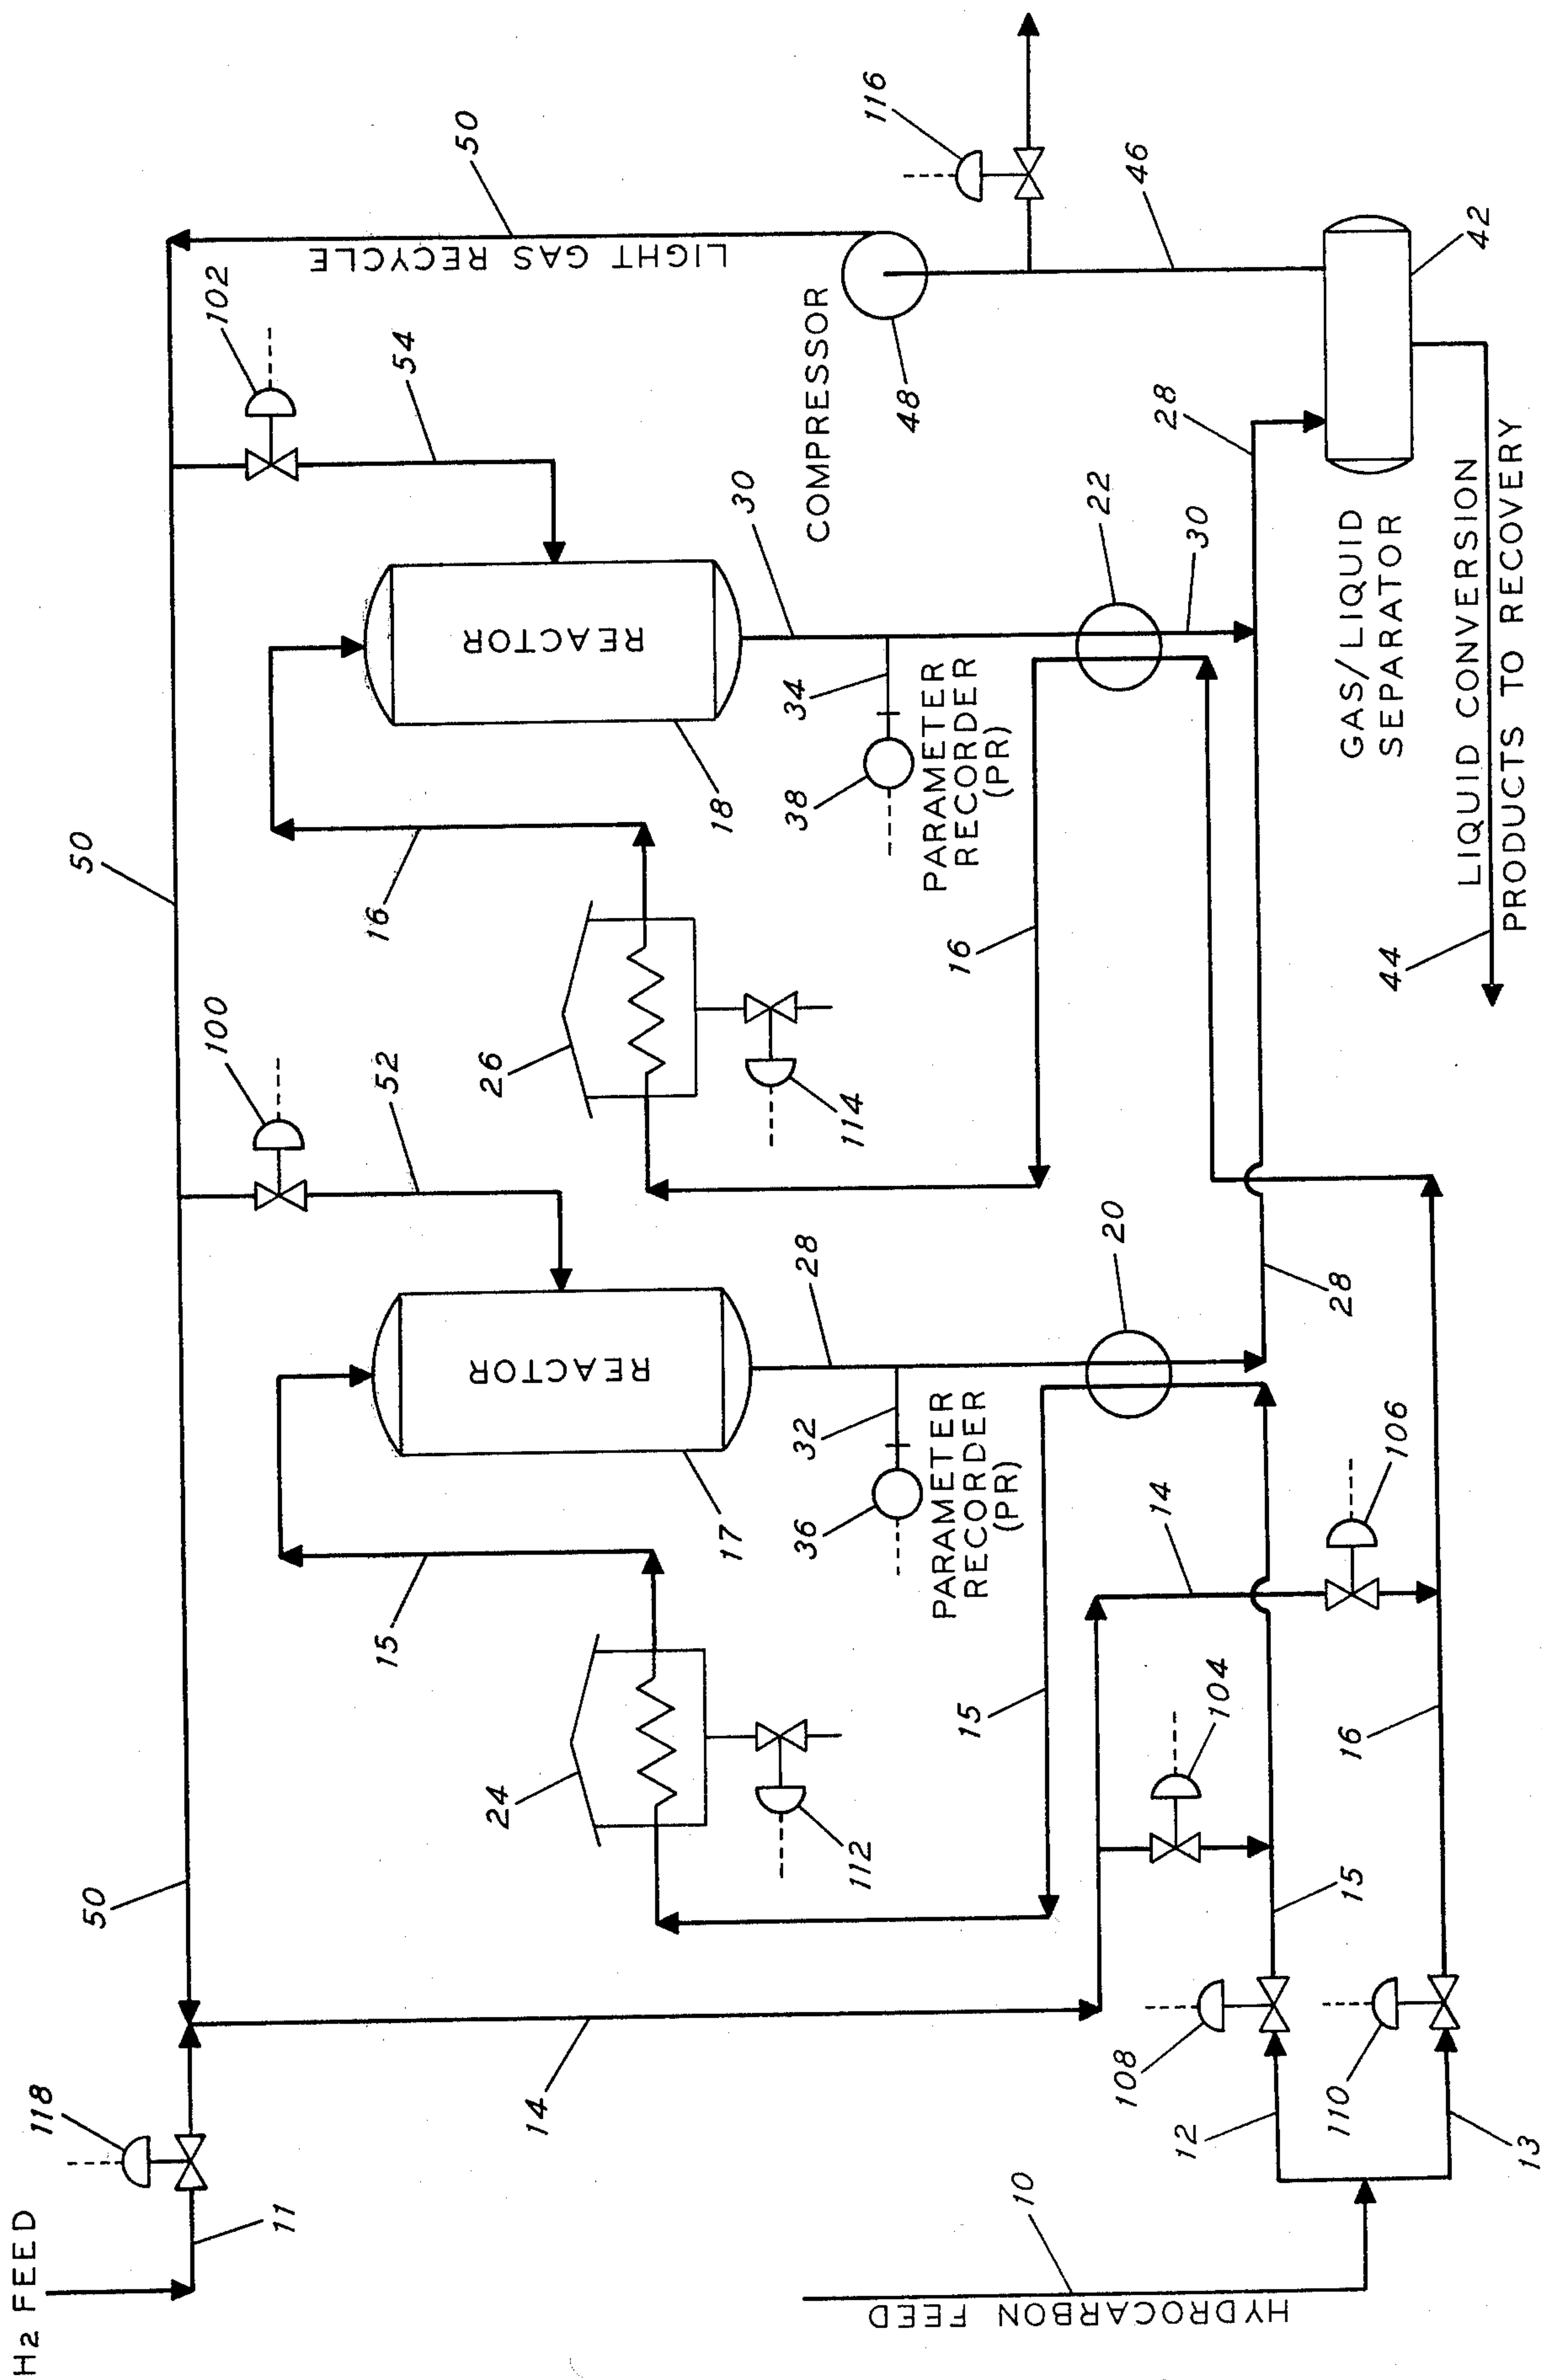 H2 FEED
118
11
50
50
50
LIGHT GAS RECYCLE
100
102
52
54
116
14
15
16
24
26
REACTOR
REACTOR
17
18
112
114
COMPRESSOR
48
46
28
30
32
34
36
38
PARAMETER
RECORDER
(PR)
PARAMETER
RECORDER
(PR)
15
16
20
22
30
28
28
42
GAS/LIQUID
SEPARATOR
LIQUID CONVERSION
PRODUCTS TO RECOVERY
44
14
104
106
108
110
15
16
12
13
10
HYDROCARBON FEED